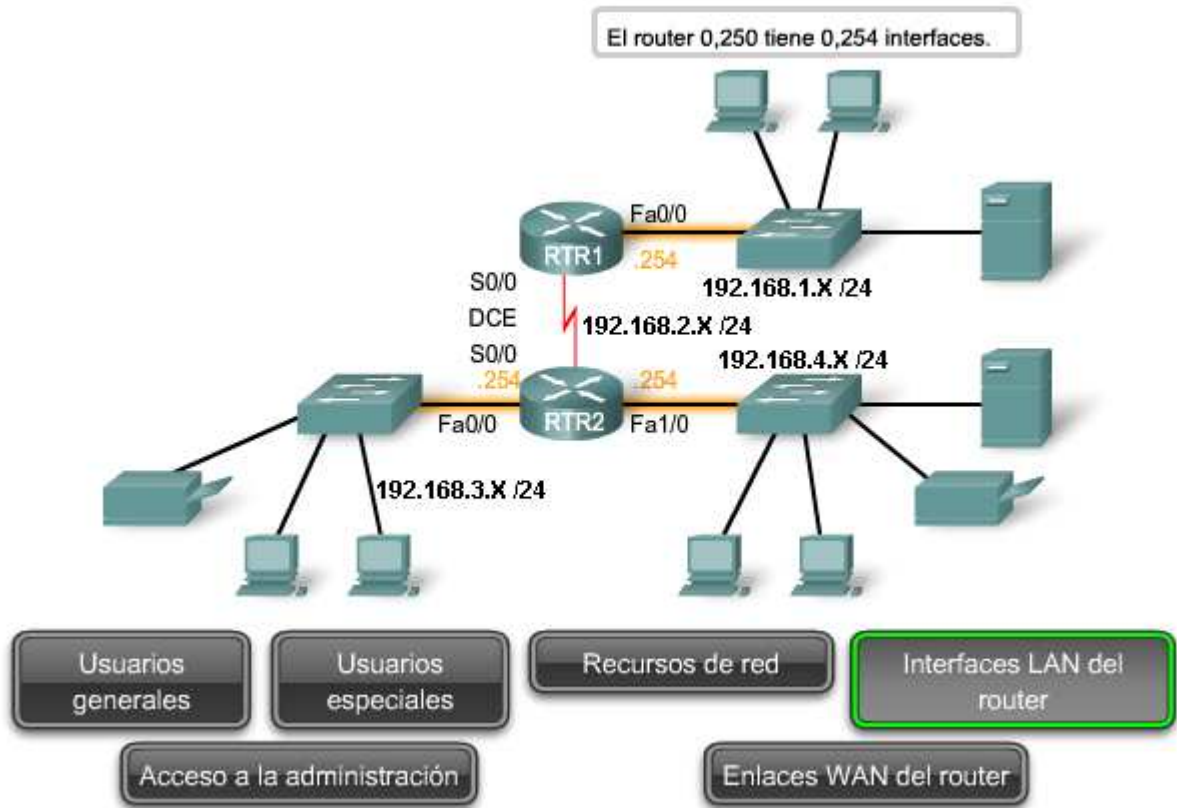 El router 0,250 tiene 0,254 interfaces.
Fa0/0
RTR1
.254
S0/0
192.168.1.X /24
DCE
192.168.2.X /24
S0/0
192.168.4.X /24
.254
.254
RTR2
Fa0/0
Fa1/0
192.168.3.X /24
Usuarios
generales
Usuarios
especiales
Recursos de red
Interfaces LAN del
router
Acceso a la administración
Enlaces WAN del router